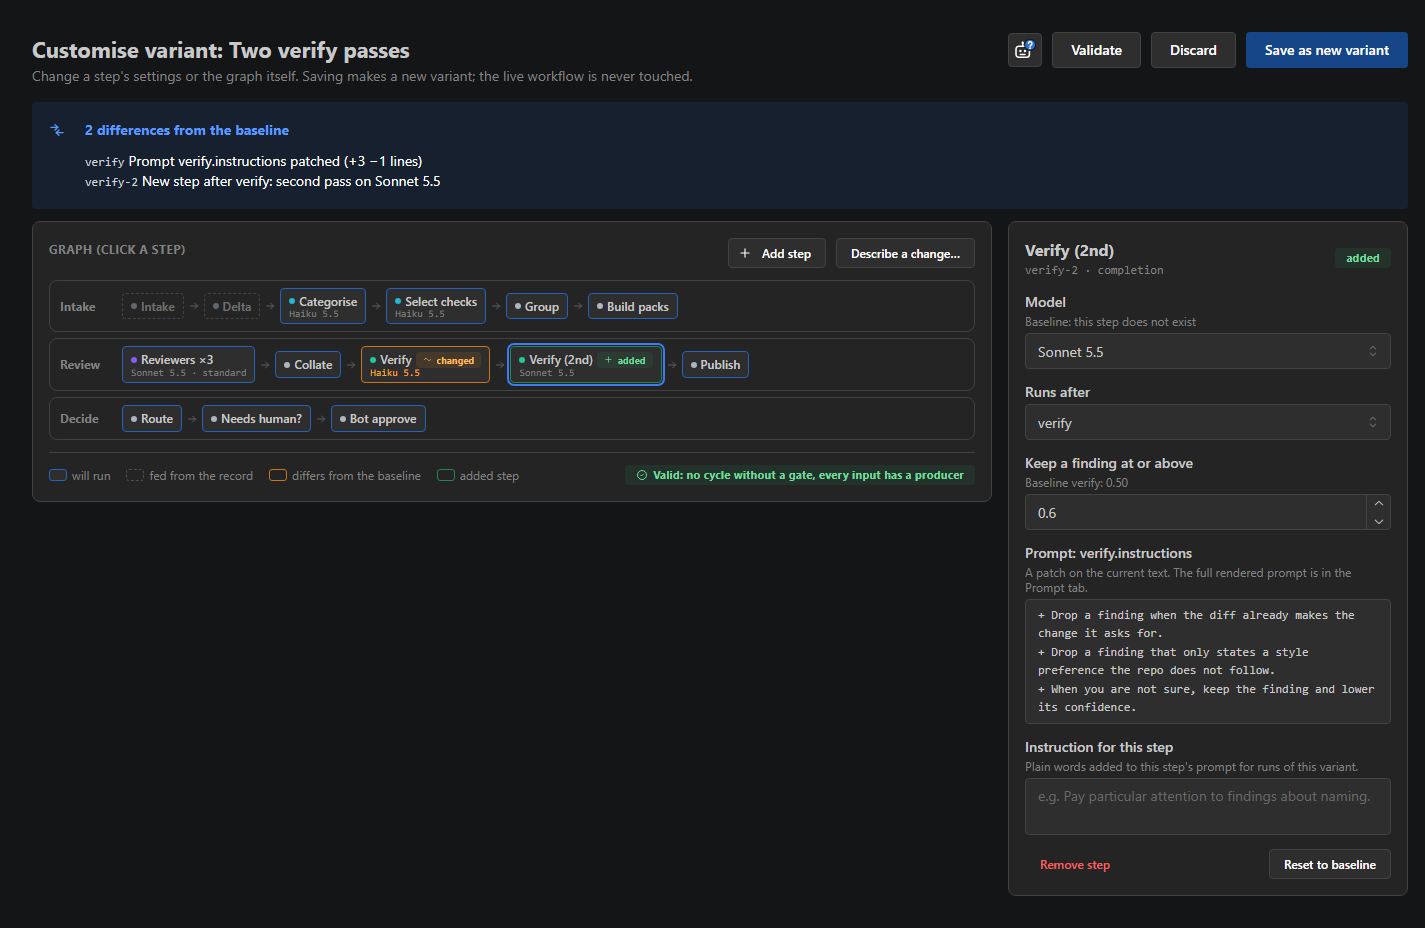 Customise variant: Two verify passes
Change a step's settings or the graph itself. Saving makes a new variant; the live workflow is never touched.
Validate
Discard
Save as new variant
2 differences from the baseline
verify Prompt verify.instructions patched (+3 −1 lines)
verify-2 New step after verify: second pass on Sonnet 5.5
GRAPH (CLICK A STEP)
+ Add step
Describe a change...
Intake
Intake
Delta
Categorise
Haiku 5.5
Select checks
Haiku 5.5
Group
Build packs
Review
Reviewers ×3
Sonnet 5.5 · standard
Collate
Verify
~ changed
Haiku 5.5
Verify (2nd)
+ added
Sonnet 5.5
Publish
Decide
Route
Needs human?
Bot approve
will run
fed from the record
differs from the baseline
added step
Valid: no cycle without a gate, every input has a producer
Verify (2nd)
verify-2 · completion
added
Model
Baseline: this step does not exist
Sonnet 5.5
Runs after
verify
Keep a finding at or above
Baseline verify: 0.50
0.6
Prompt: verify.instructions
A patch on the current text. The full rendered prompt is in the
Prompt tab.
+ Drop a finding when the diff already makes the
change it asks for.
+ Drop a finding that only states a style
preference the repo does not follow.
+ When you are not sure, keep the finding and lower
its confidence.
Instruction for this step
Plain words added to this step's prompt for runs of this variant.
e.g. Pay particular attention to findings about naming.
Remove step
Reset to baseline